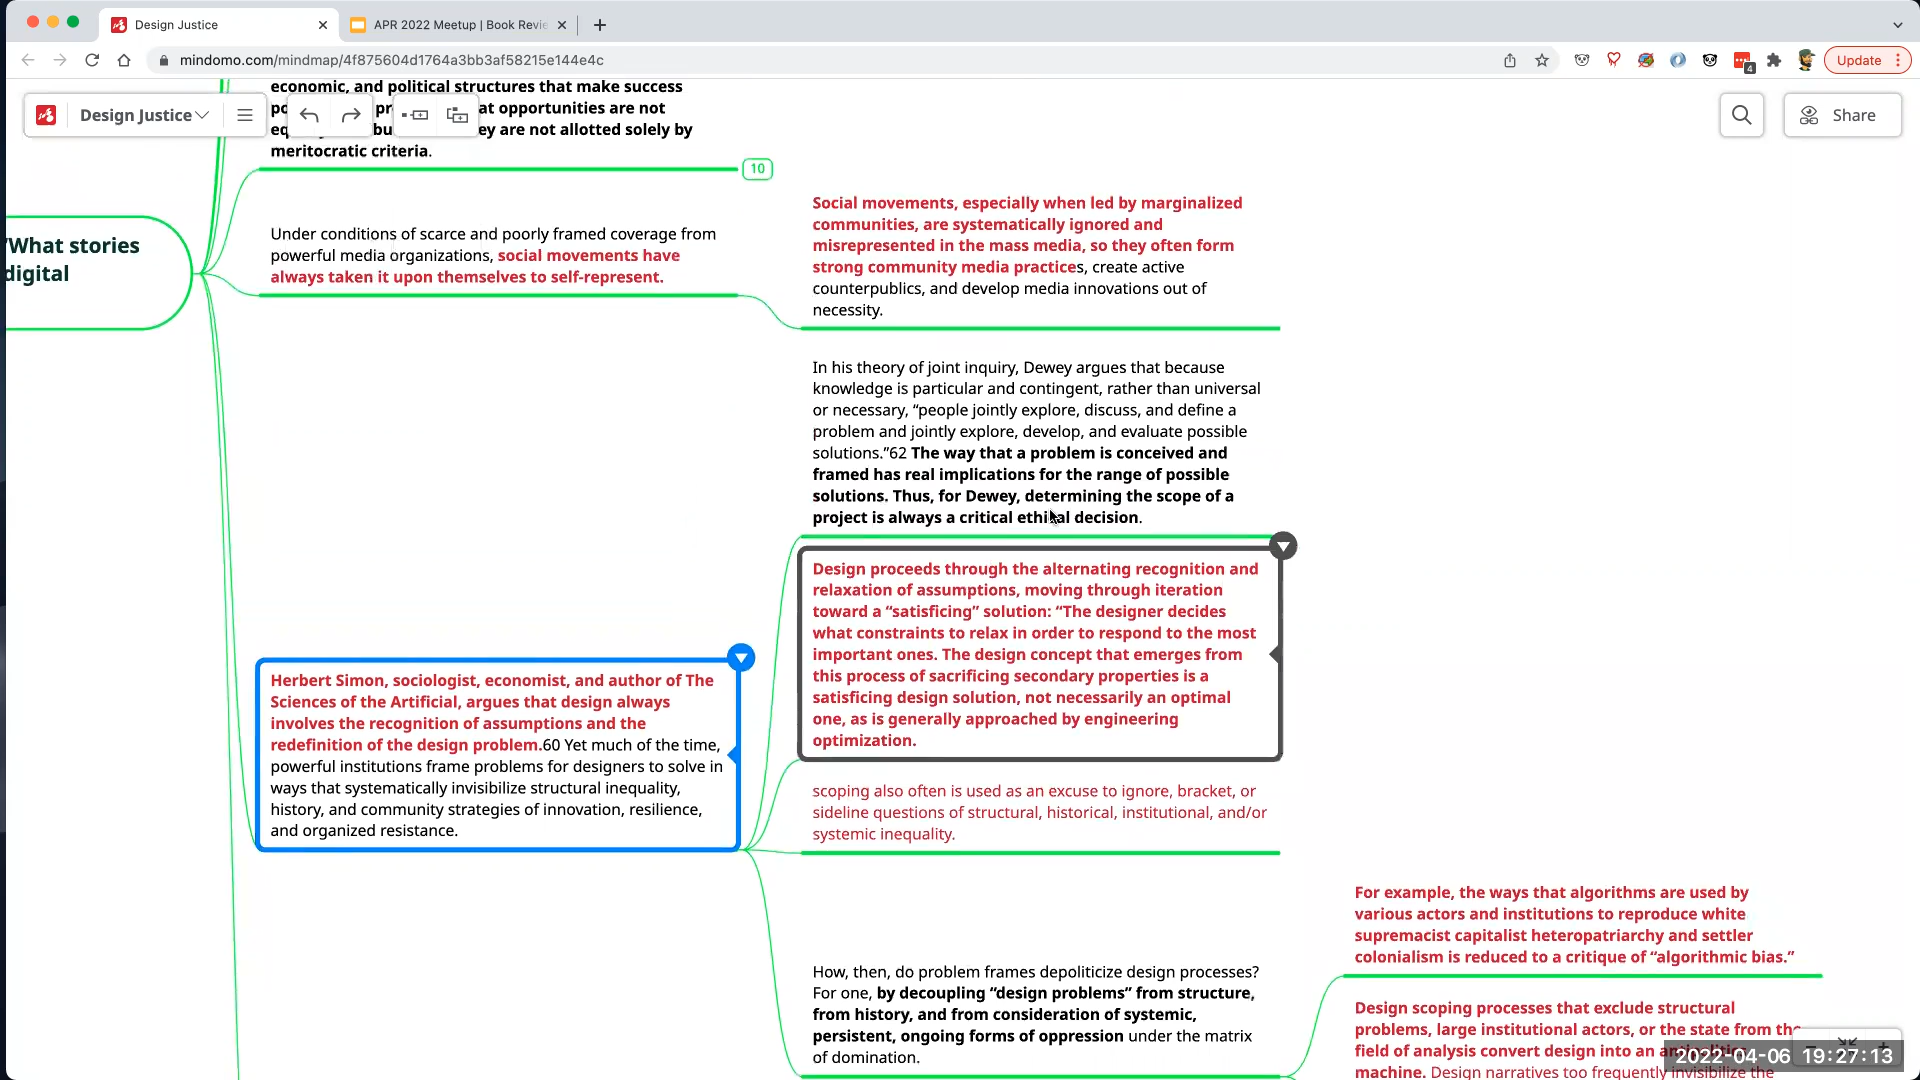 Design Justice
APR 2022 Meetup | Book Revie
mindomo.com/mindmap/4f875604d1764a3bb3af58215e144e4c
4
Update
Design Justice
Share
economic, and political structures that make success
at opportunities are not
ey are not allotted solely by
meritocratic criteria.
10
"What stories
digital
Under conditions of scarce and poorly framed coverage from
powerful media organizations, social movements have
always taken it upon themselves to self-represent.
Social movements, especially when led by marginalized
communities, are systematically ignored and
misrepresented in the mass media, so they often form
strong community media practices, create active
counterpublics, and develop media innovations out of
necessity.
In his theory of joint inquiry, Dewey argues that because
knowledge is particular and contingent, rather than universal
or necessary, “people jointly explore, discuss, and define a
problem and jointly explore, develop, and evaluate possible
solutions.”62 The way that a problem is conceived and
framed has real implications for the range of possible
solutions. Thus, for Dewey, determining the scope of a
project is always a critical ethical decision.
Design proceeds through the alternating recognition and
relaxation of assumptions, moving through iteration
toward a “satisficing” solution: “The designer decides
what constraints to relax in order to respond to the most
important ones. The design concept that emerges from
this process of sacrificing secondary properties is a
satisficing design solution, not necessarily an optimal
one, as is generally approached by engineering
optimization.
Herbert Simon, sociologist, economist, and author of The
Sciences of the Artificial, argues that design always
involves the recognition of assumptions and the
redefinition of the design problem.60 Yet much of the time,
powerful institutions frame problems for designers to solve in
ways that systematically invisibilize structural inequality,
history, and community strategies of innovation, resilience,
and organized resistance.
scoping also often is used as an excuse to ignore, bracket, or
sideline questions of structural, historical, institutional, and/or
systemic inequality.
How, then, do problem frames depoliticize design processes?
For one, by decoupling “design problems” from structure,
from history, and from consideration of systemic,
persistent, ongoing forms of oppression under the matrix
of domination.
For example, the ways that algorithms are used by
various actors and institutions to reproduce white
supremacist capitalist heteropatriarchy and settler
colonialism is reduced to a critique of “algorithmic bias.”
Design scoping processes that exclude structural
problems, large institutional actors, or the state from the
field of analysis convert design into an
machine. Design narratives too frequently invisibilize the
2022-04-06 19:27:13